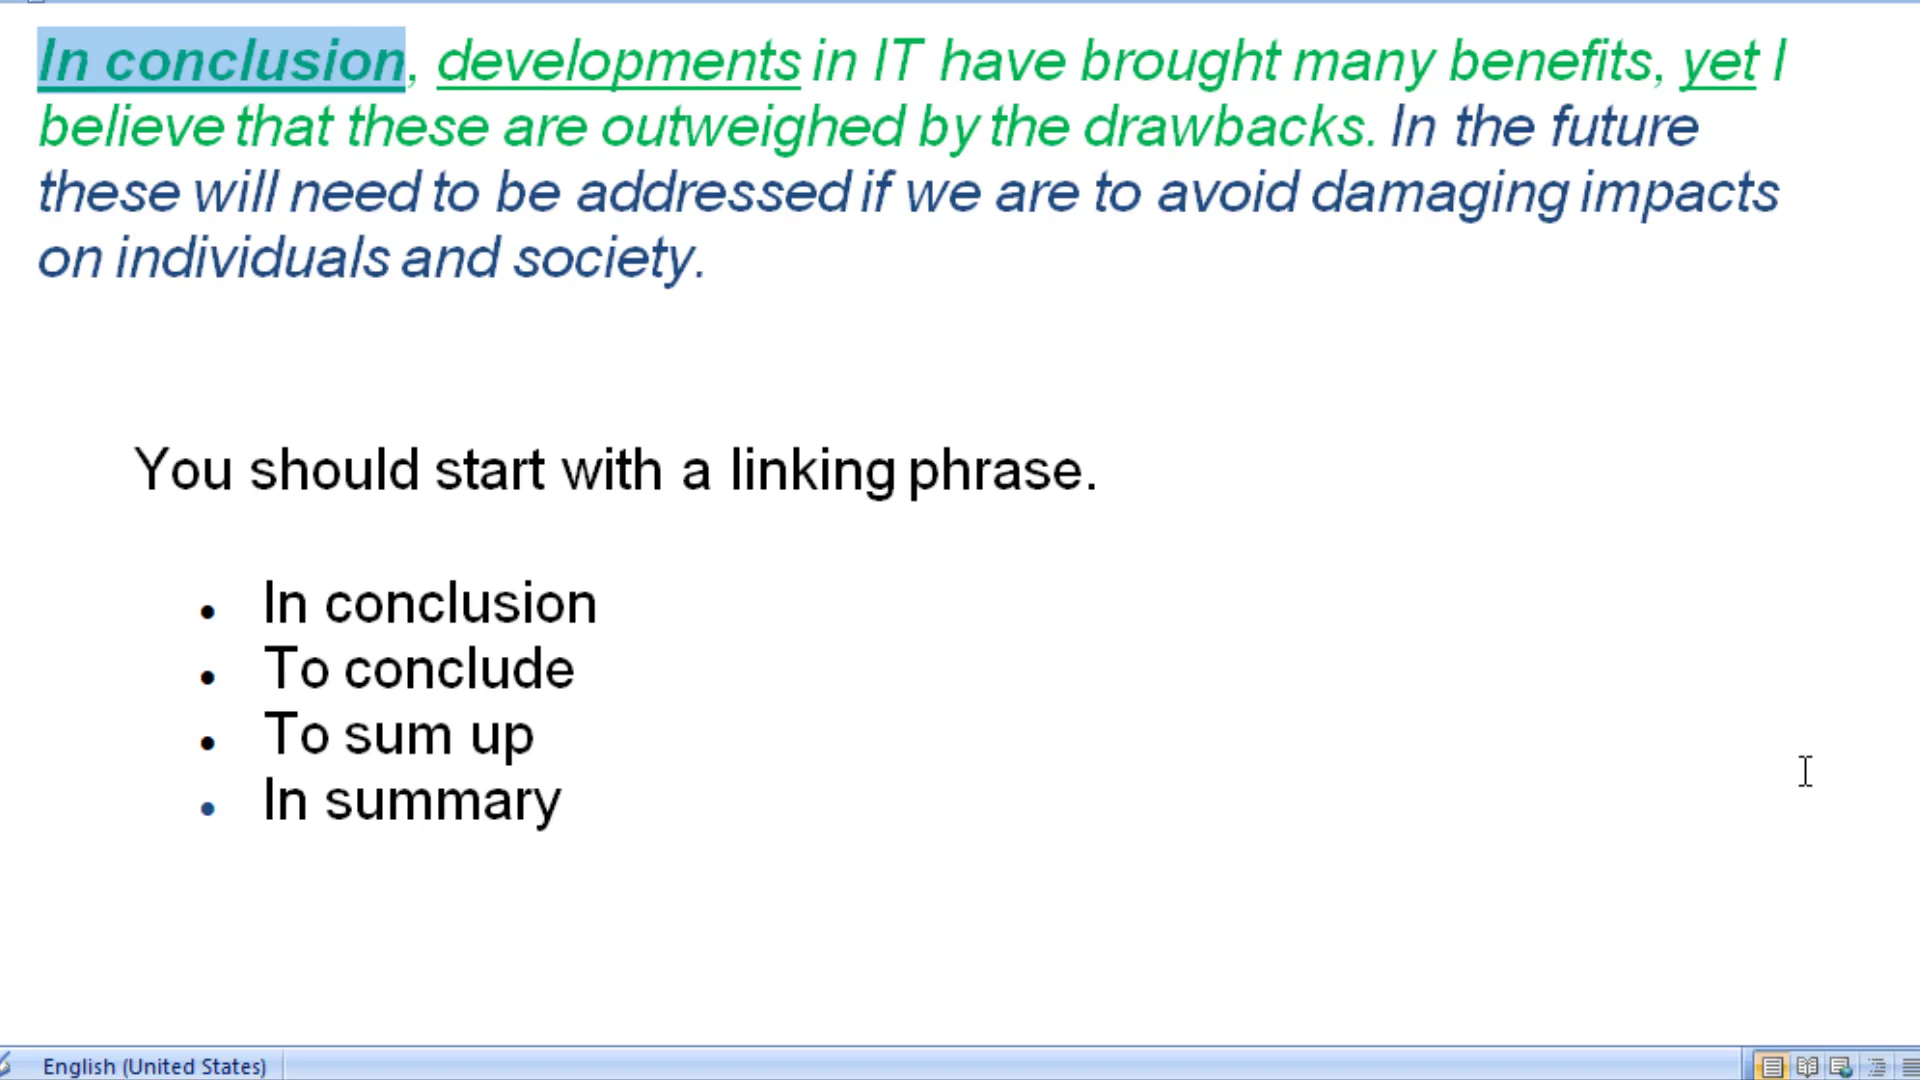 In conclusion, developments in IT have brought many benefits, yet I
believe that these are outweighed by the drawbacks. In the future
these will need to be addressed if we are to avoid damaging impacts
on individuals and society.
You should start with a linking phrase.
• In conclusion
• To conclude
• To sum up
• In summary
English (United States)